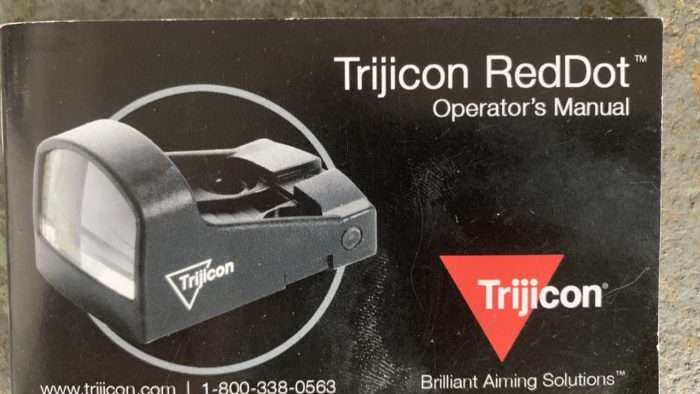 Trijicon RedDot™
Operator's Manual
Trijicon
Trijicon®
www.trijicon.com | 1-800-338-0563
Brilliant Aiming Solutions™